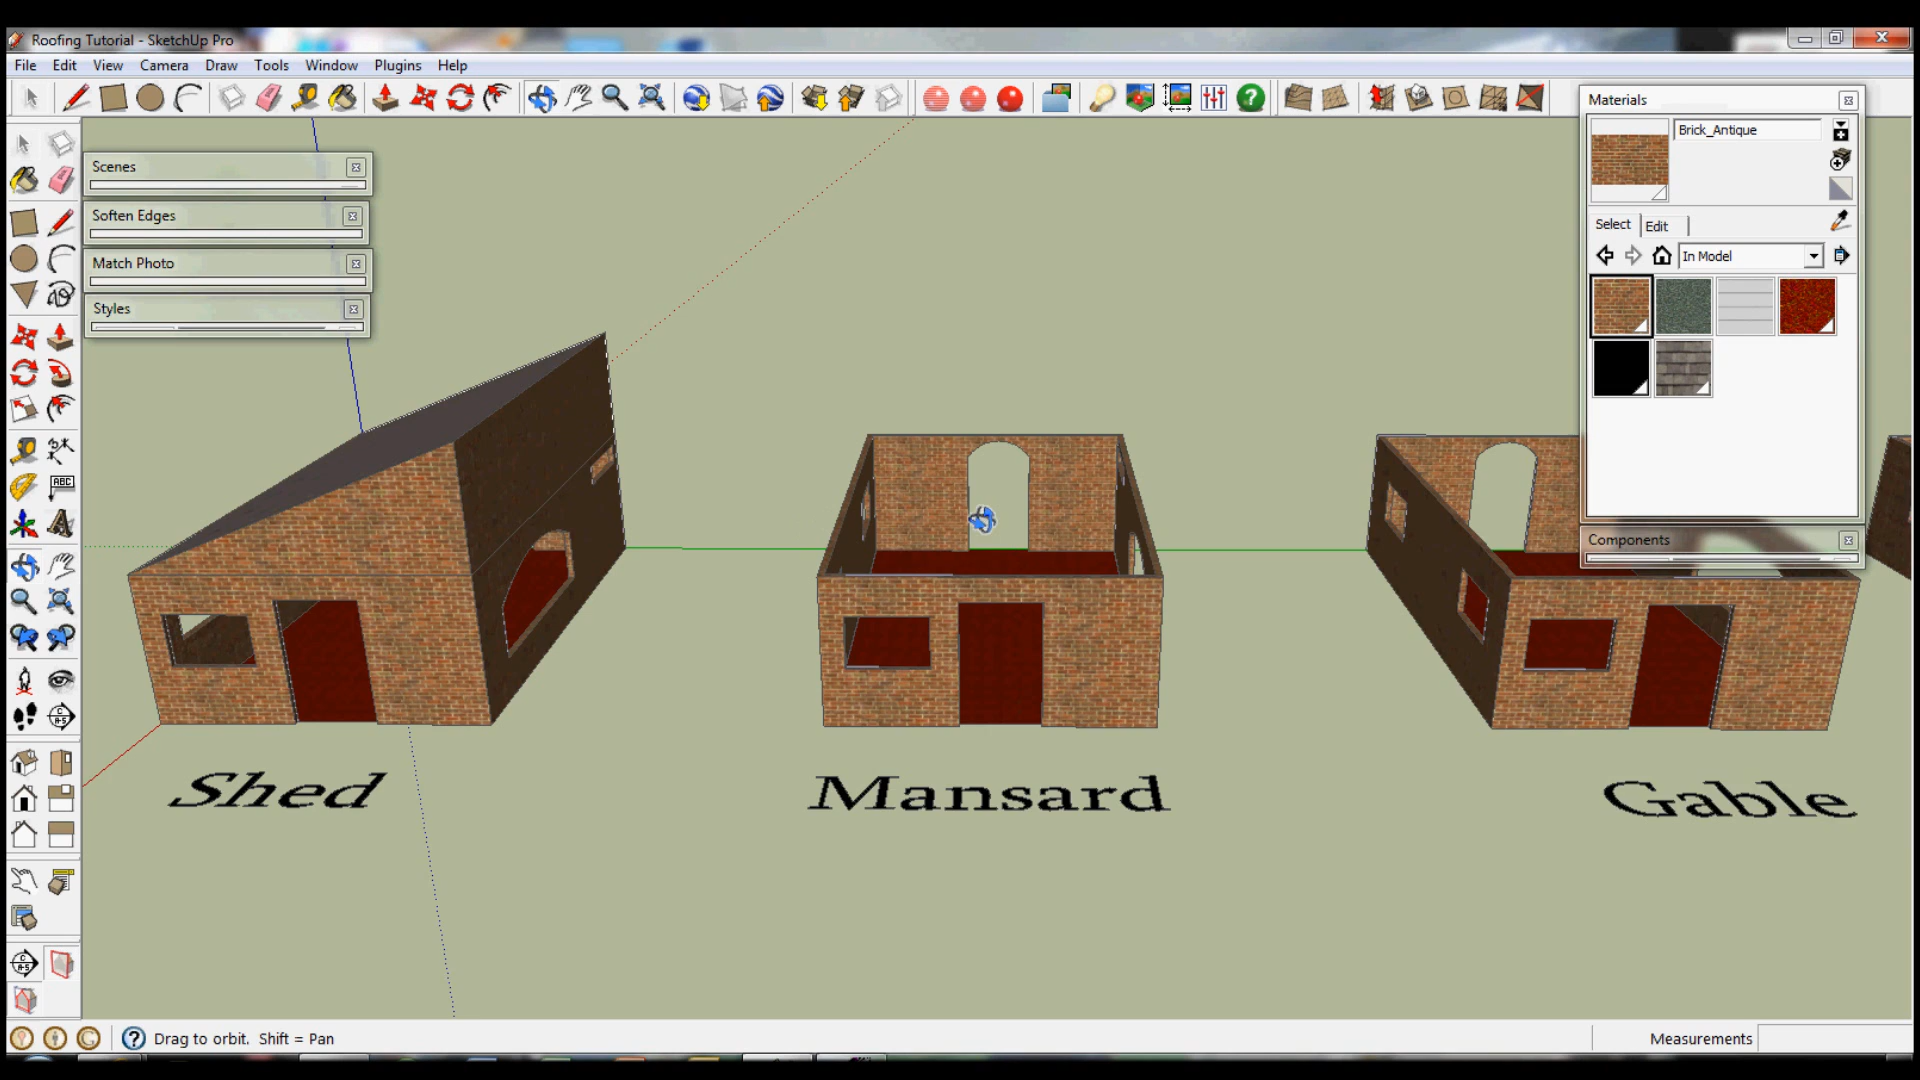 Roofing Tutorial - SketchUp Pro
File Edit View Camera Draw Tools Window Plugins Help
Materials
Brick_Antique
Select Edit
In Model
Components
Scenes
Soften Edges
Match Photo
Styles
ABC
Shed
Mansard
Gable
Drag to orbit. Shift = Pan
Measurements